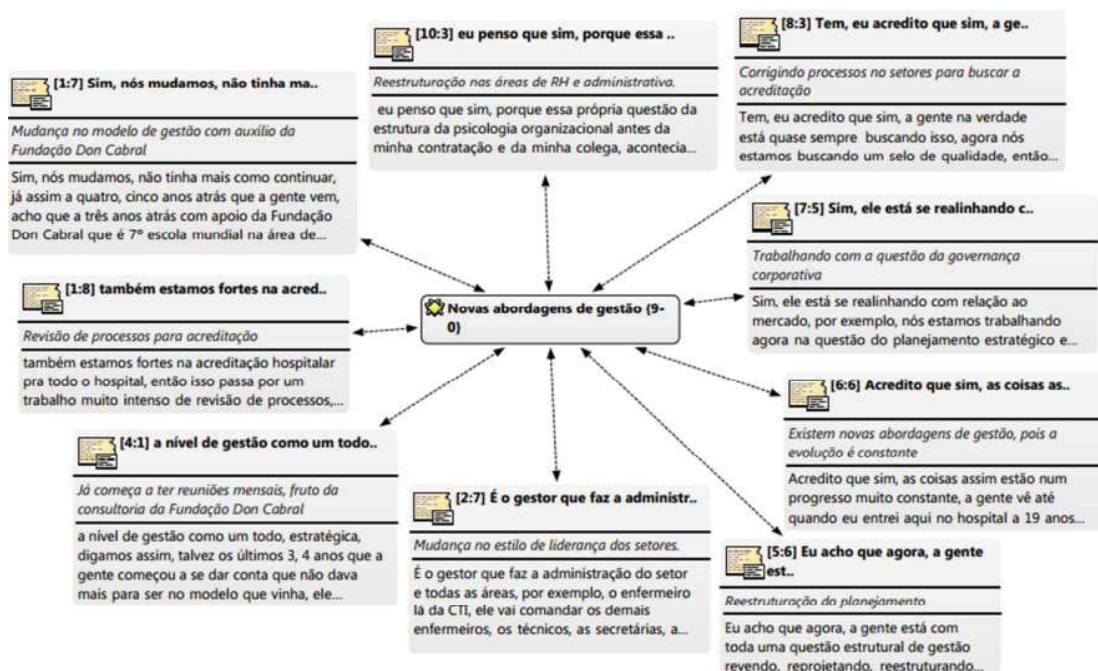 [10:3] eu penso que sim, porque essa ..
Reestruturação nas áreas de RH e administrativa.
eu penso que sim, porque essa própria questão da
estrutura da psicologia organizacional antes da
minha contratação e da minha colega, acontecia...
[8:3] Tem, eu acredito que sim, a ge..
Corrigindo processos no setores para buscar a
acreditação
Tem, eu acredito que sim, a gente na verdade
está quase sempre buscando isso, agora nós
estamos buscando um selo de qualidade, então...
[1:7] Sim, nós mudamos, não tinha ma..
Mudança no modelo de gestão com auxilio da
Fundação Don Cabral
Sim, nós mudamos, não tinha mais como continuar,
já assim a quatro, cinco anos atrás que a gente vem,
acho que a três anos atrás com apoio da Fundação
Don Cabral que é 7º escola mundial na área de...
[7:5] Sim, ele está se realinhando c..
Trabalhando com a questão da governança
corporativa
Sim, ele está se realinhando com relação ao
mercado, por exemplo, nós estamos trabalhando
agora na questão do planejamento estratégico e...
[1:8] também estamos fortes na acred..
Revisão de processos para acreditação
também estamos fortes na acreditação hospitalar
pra todo o hospital, então isso passa por um
trabalho muito intenso de revisão de processos,...
Novas abordagens de gestão {9-
0}
[6:6] Acredito que sim, as coisas as..
Existem novas abordagens de gestão, pois a
evolução é constante
Acredito que sim, as coisas assim estão num
progresso muito constante, a gente vê até
quando eu entrei aqui no hospital a 19 anos...
[4:1] a nível de gestão como um todo..
Já começa a ter reuniões mensais, fruto da
consultoria da Fundação Don Cabral
a nível de gestão como um todo, estratégica,
digamos assim, talvez os últimos 3, 4 anos que a
gente começou a se dar conta que não dava
mais para ser no modelo que vinha, ele...
[2:7] É o gestor que faz a administr..
Mudança no estilo de liderança dos setores.
É o gestor que faz a administração do setor
e todas as áreas, por exemplo, o enfermeiro
lá da CTI, ele vai comandar os demais
enfermeiros, os técnicos, as secretárias, a...
[5:6] Eu acho que agora, a gente
est..
Reestruturação do planejamento
Eu acho que agora, a gente está com
toda uma questão estrutural de gestão
revendo, reprojetando, reestruturando...